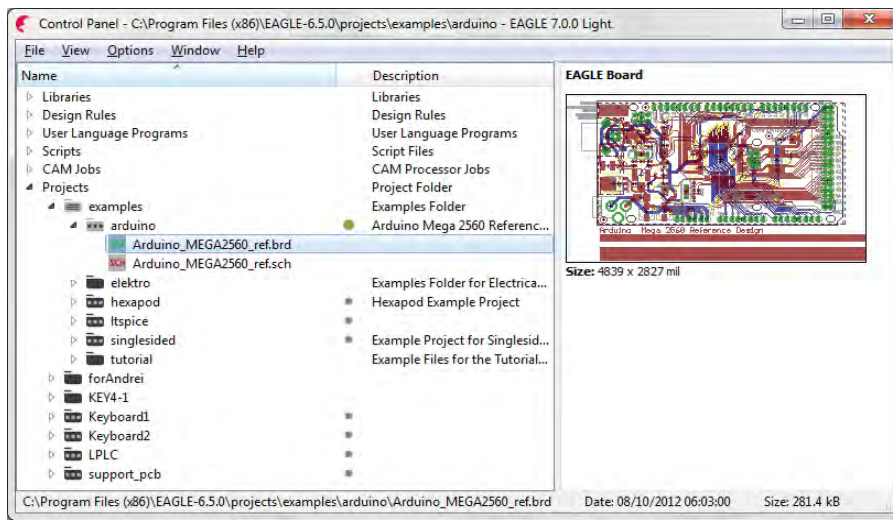 Control Panel - C:\Program Files (x86)\EAGLE-6.5.0\projects\examples\arduino - EAGLE 7.0.0 Light
File View Options Window Help
Name Description
Libraries Libraries
Design Rules Design Rules
User Language Programs User Language Programs
Scripts Script Files
CAM Jobs CAM Processor Jobs
Projects Project Folder
examples Examples Folder
arduino Arduino Mega 2560 Referenc...
Arduino_MEGA2560_ref.brd
SCH Arduino_MEGA2560_ref.sch
elektro Examples Folder for Electrica...
hexapod Hexapod Example Project
ltspice
singlesided Example Project for Singlesid...
tutorial Example Files for the Tutorial...
forAndrei
KEY4-1
Keyboard1
Keyboard2
LPLC
support_pcb
EAGLE Board
Arduino Mega 2560 Reference Design
Size: 4839 x 2827 mil
C:\Program Files (x86)\EAGLE-6.5.0\projects\examples\arduino\Arduino_MEGA2560_ref.brd Date: 08/10/2012 06:03:00 Size: 281.4 kB